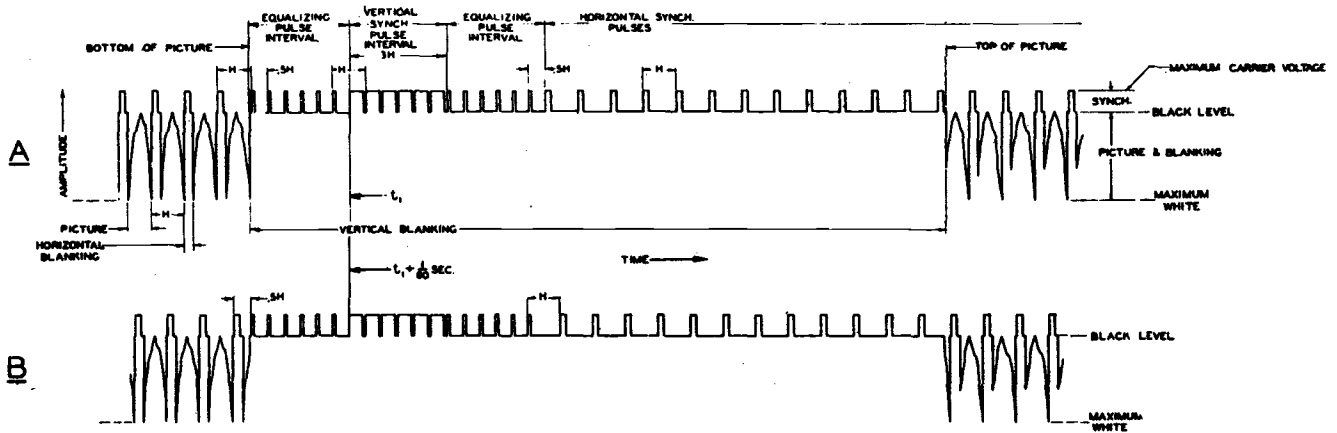 EQUALIZING
PULSE
INTERVAL
VERTICAL
SYNCH
PULSE
INTERVAL
3H
EQUALIZING
PULSE
INTERVAL
HORIZONTAL SYNCH.
PULSES
BOTTOM OF PICTURE
TOP OF PICTURE
H
.5H
H
.5H
H
MAXIMUM CARRIER VOLTAGE
SYNCH.
BLACK LEVEL
A
AMPLITUDE
PICTURE & BLANKING
t₁
MAXIMUM
WHITE
PICTURE
H
VERTICAL BLANKING
HORIZONTAL
BLANKING
TIME
t₁ + 1/60 SEC.
.5H
H
BLACK LEVEL
B
MAXIMUM
WHITE